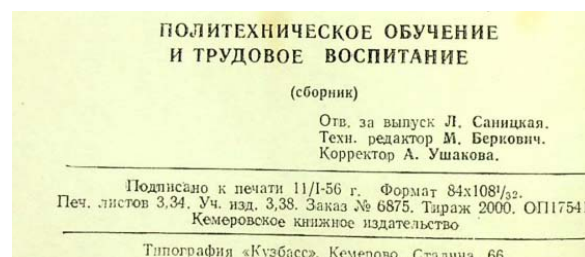 ПОЛИТЕХНИЧЕСКОЕ ОБУЧЕНИЕ
И ТРУДОВОЕ ВОСПИТАНИЕ
(сборник)
Отв. за выпуск Л. Саницкая.
Техн. редактор М. Беркович.
Корректор А. Ушакова.
Подписано к печати 11/I-56 г. Формат 84х108¹/₃₂.
Печ. листов 3,34. Уч. изд. 3,38. Заказ № 6875. Тираж 2000. ОП17541
Кемеровское книжное издательство
Типография «Кузбасс». Кемерово, Сталина, 66